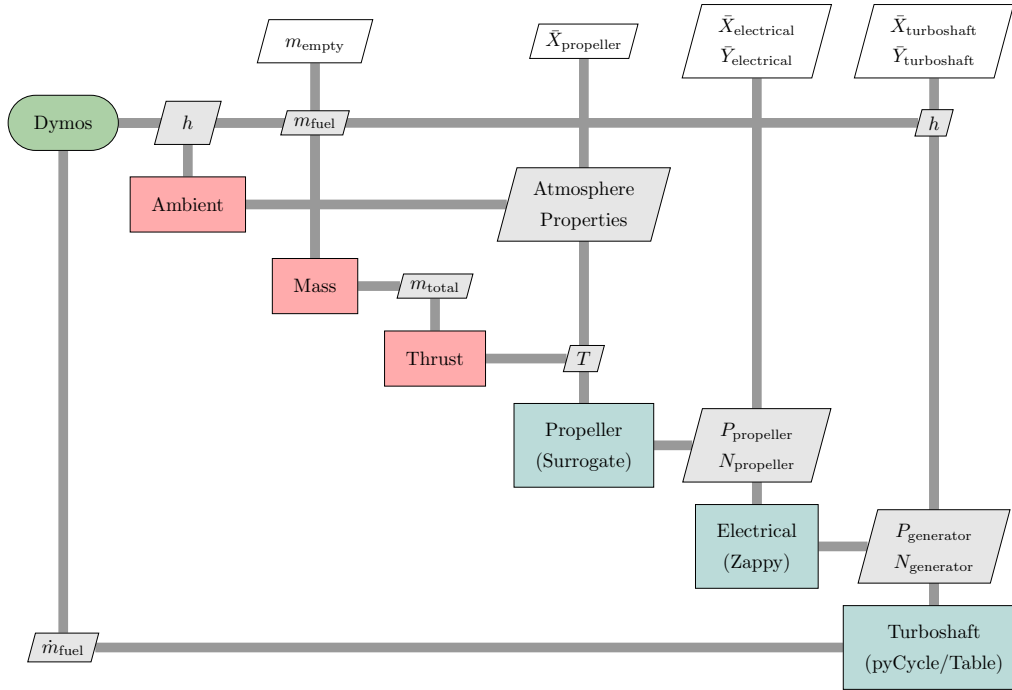 m_empty
X̄_propeller
X̄_electrical
Ȳ_electrical
X̄_turboshaft
Ȳ_turboshaft
Dymos
h
m_fuel
h
Ambient
Atmosphere
Properties
Mass
m_total
Thrust
T
Propeller
(Surrogate)
P_propeller
N_propeller
Electrical
(Zappy)
P_generator
N_generator
ṁ_fuel
Turboshaft
(pyCycle/Table)